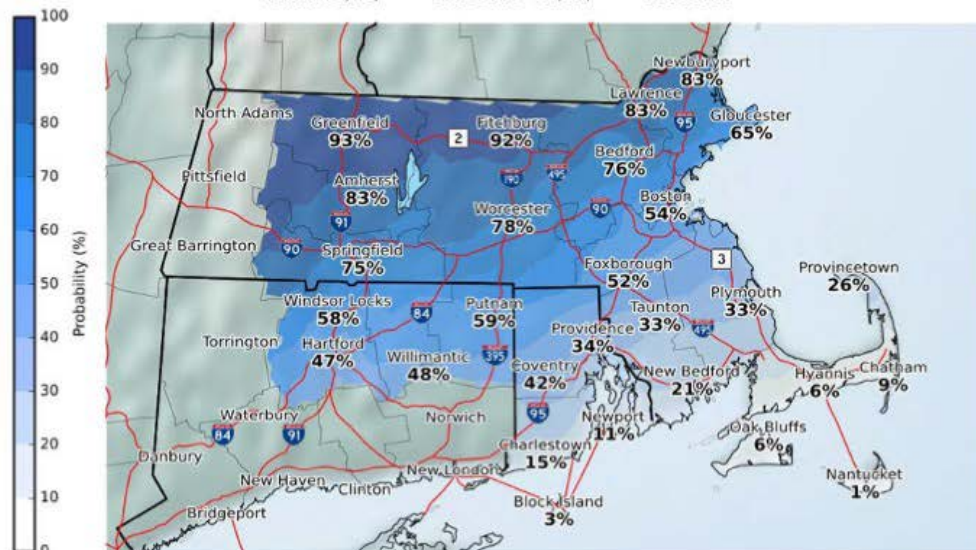 100
90
80
70
60
50
40
30
20
10
0
Probability (%)
Newburyport
83%
Lawrence
83%
95
Gloucester
65%
North Adams
Greenfield
93%
2
Fitchburg
92%
Bedford
76%
Pittsfield
Amherst
83%
190
495
Boston
54%
91
Worcester
78%
90
Great Barrington
90
Springfield
75%
3
Foxborough
52%
Provincetown
26%
Windsor Locks
58%
84
Putnam
59%
Plymouth
33%
Taunton
33%
495
Torrington
Hartford
47%
Willimantic
48%
395
Providence
34%
Coventry
42%
New Bedford
21%
Hyannis
6%
Chatham
9%
Waterbury
84
91
Norwich
95
Newport
11%
Oak Bluffs
6%
Danbury
Charlestown
15%
New London
New Haven
Clinton
Nantucket
1%
Bridgeport
Block Island
3%